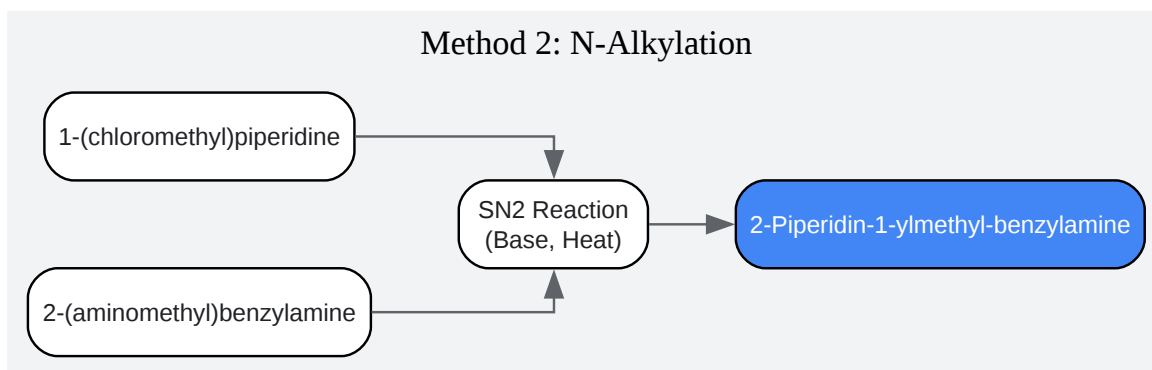 Method 2: N-Alkylation
1-(chloromethyl)piperidine
SN2 Reaction
(Base, Heat)
2-Piperidin-1-ylmethyl-benzylamine
2-(aminomethyl)benzylamine